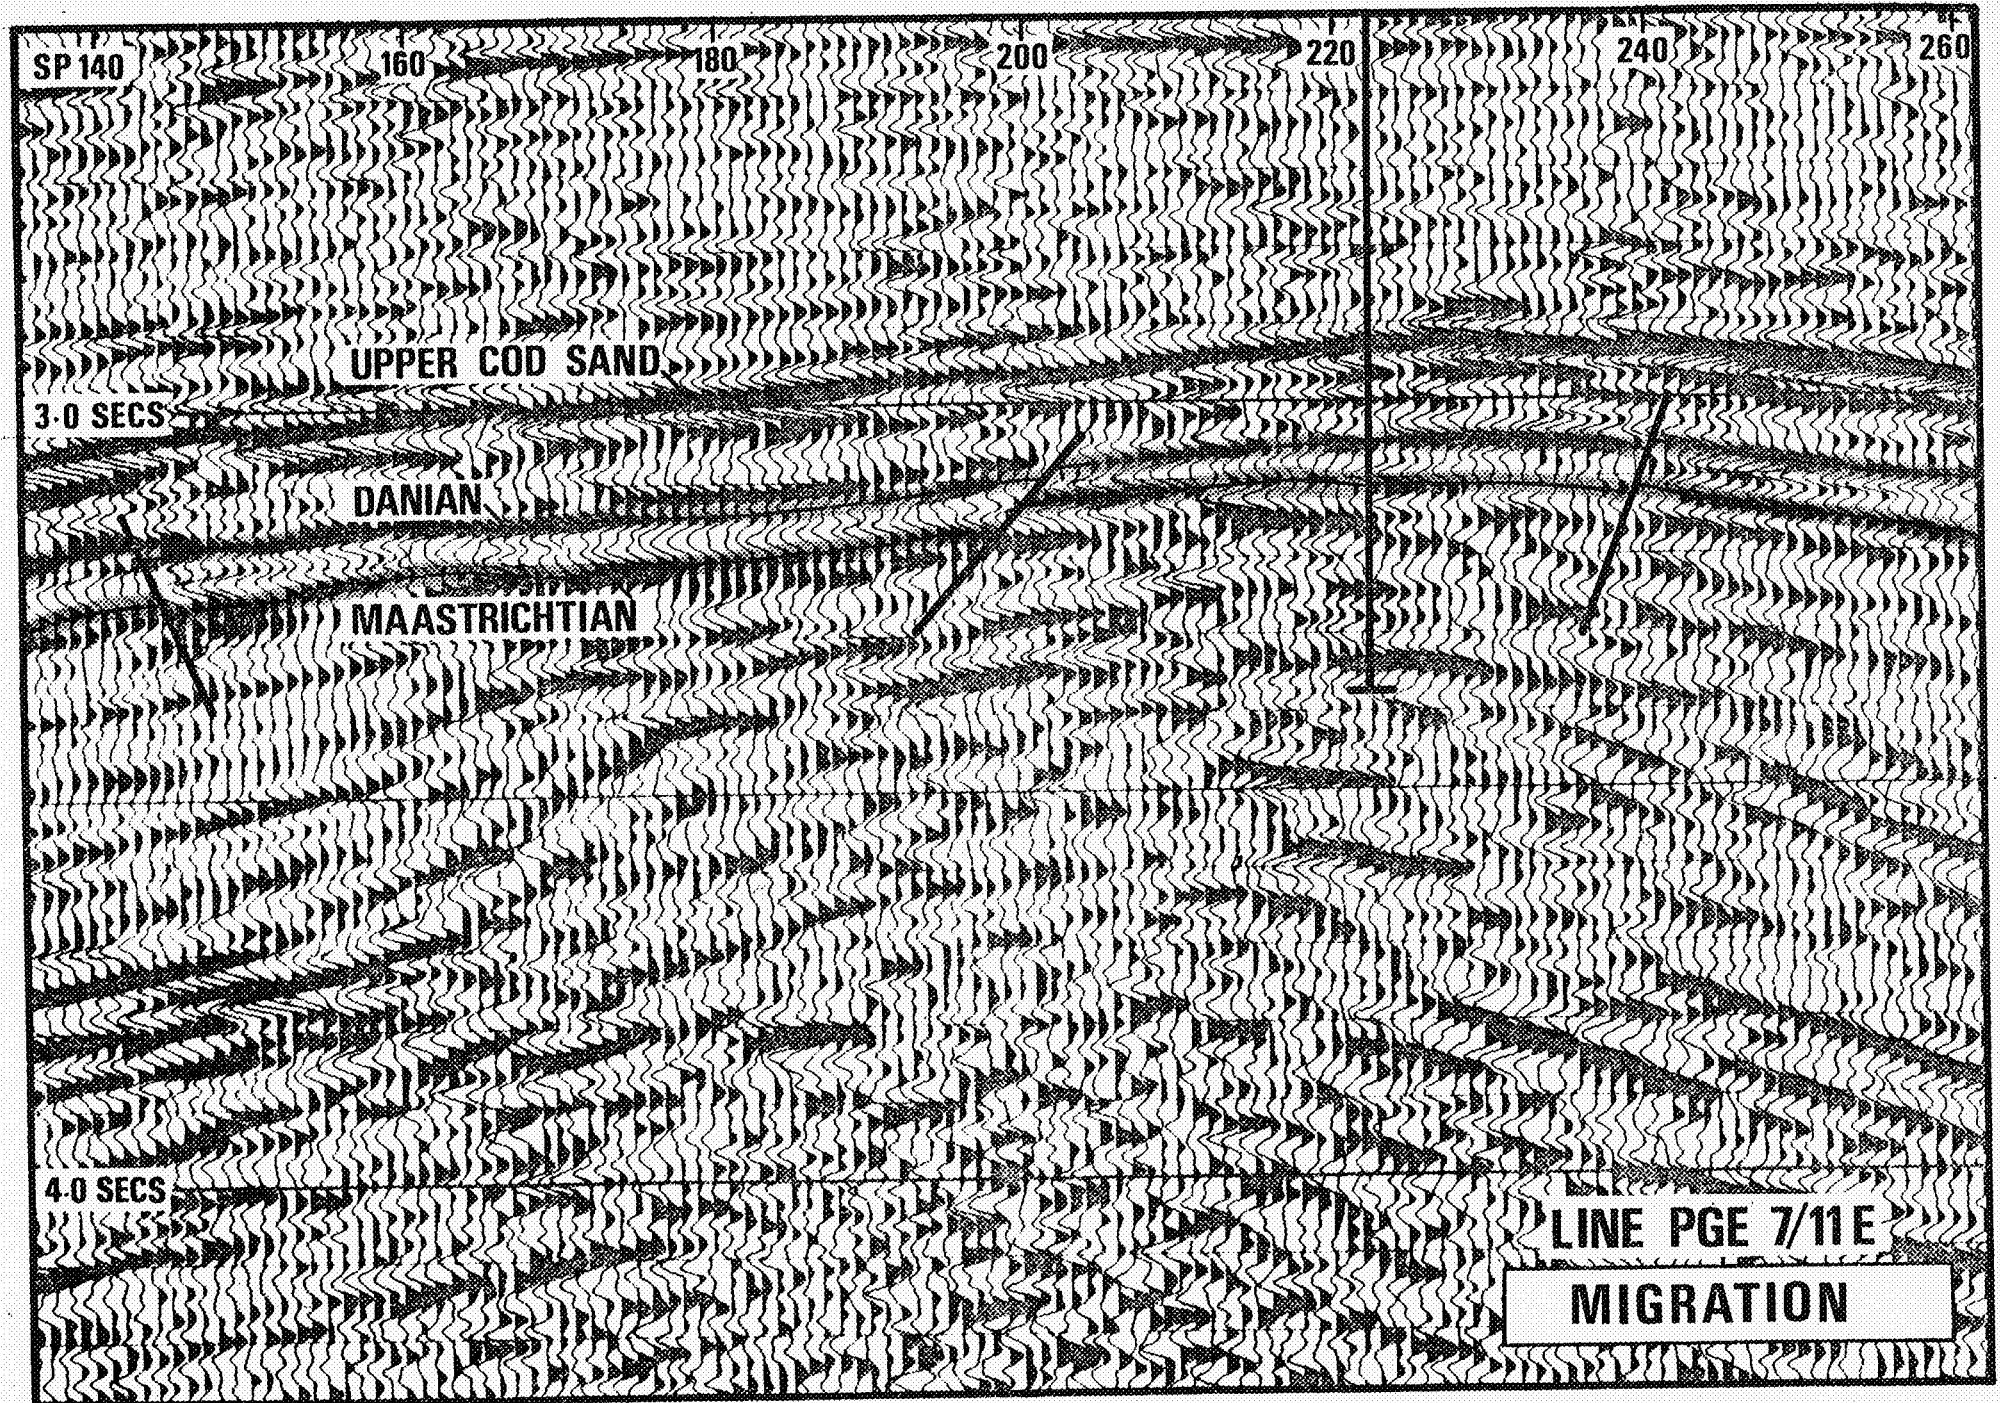 SP 140 160 180 200 220 240 260
UPPER COD SAND
3·0 SECS
DANIAN
MAASTRICHTIAN
4·0 SECS
LINE PGE 7/11 E
MIGRATION